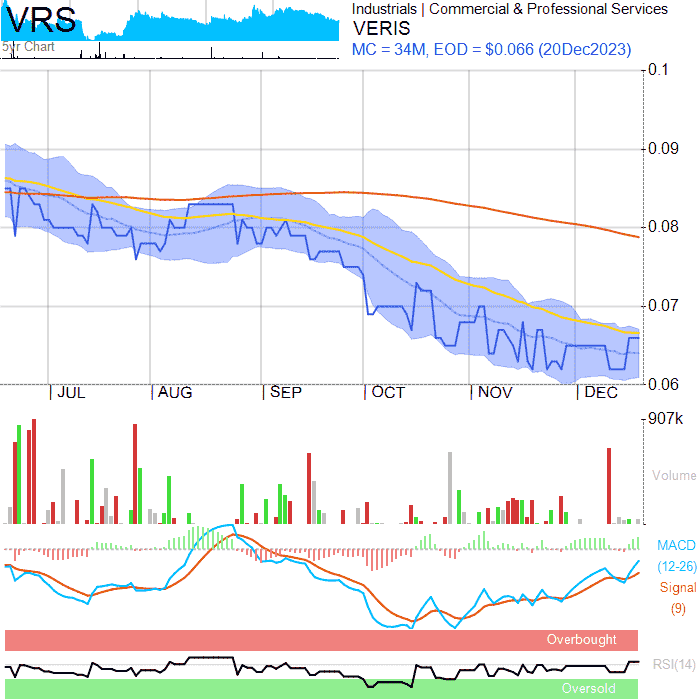 VRS
5yr Chart
Industrials | Commercial & Professional Services
VERIS
MC = 34M, EOD = $0.066 (20Dec2023)
0.1
0.09
0.08
0.07
0.06
JUL
AUG
SEP
OCT
NOV
DEC
907k
Volume
MACD
(12-26)
Signal
(9)
Overbought
RSI(14)
Oversold